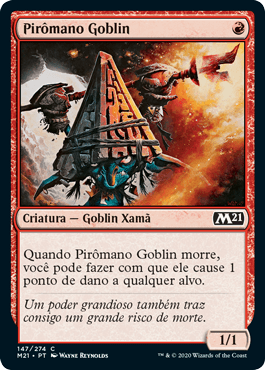 Pirômano Goblin
Criatura — Goblin Xamã
M21
Quando Pirômano Goblin morre,
você pode fazer com que ele cause 1
ponto de dano a qualquer alvo.
Um poder grandioso também traz
consigo um grande risco de morte.
1/1
147/274 C
M21 • PT WAYNE REYNOLDS
™ & © 2020 Wizards of the Coast